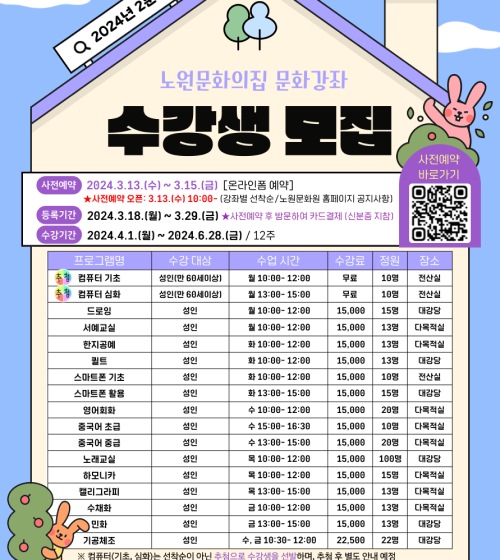 2024년 2분
노원문화의집 문화강좌
수강생 모집
사전예약 바로가기
사전예약 2024.3.13.(수) ~ 3.15.(금) [온라인폼 예약]
★사전예약 오픈: 3.13.(수) 10:00~ (강좌별 선착순/노원문화원 홈페이지 공지사항)
등록기간 2024.3.18.(월) ~ 3.29.(금) ★사전예약 후 방문하여 카드결제 (신분증 지참)
수강기간 2024.4.1.(월) ~ 2024.6.28.(금) / 12주
프로그램명 수강 대상 수업 시간 수강료 정원 장소
추첨 컴퓨터 기초 성인(만 60세이상) 월 10:00~ 12:00 무료 10명 전산실
추첨 컴퓨터 심화 성인(만 60세이상) 월 13:00~ 15:00 무료 10명 전산실
드로잉 성인 월 10:00~ 12:00 15,000 15명 대강당
서예교실 성인 월 10:00~ 12:00 15,000 13명 다목적실
한지공예 성인 화 10:00~ 12:00 15,000 13명 다목적실
퀼트 성인 화 10:00~ 12:00 15,000 13명 대강당
스마트폰 기초 성인 화 10:00~ 12:00 15,000 10명 전산실
스마트폰 활용 성인 화 13:00~ 15:00 15,000 15명 대강당
영어회화 성인 수 10:00~ 12:00 15,000 20명 다목적실
중국어 초급 성인 수 15:00~ 16:30 15,000 10명 다목적실
중국어 중급 성인 수 13:00~ 15:00 15,000 20명 다목적실
노래교실 성인 목 10:00~ 12:00 15,000 100명 대강당
하모니카 성인 목 10:00~ 12:00 15,000 15명 다목적실
캘리그라피 성인 목 13:00~ 15:00 15,000 13명 다목적실
수채화 성인 금 10:00~ 12:00 15,000 13명 다목적실
민화 성인 금 13:00~ 15:00 15,000 13명 대강당
기공체조 성인 수, 금 10:30~ 12:00 22,500 22명 대강당
※ 컴퓨터(기초, 심화)는 선착순이 아닌 추첨으로 수강생을 선발하며, 추첨 후 별도 안내 예정